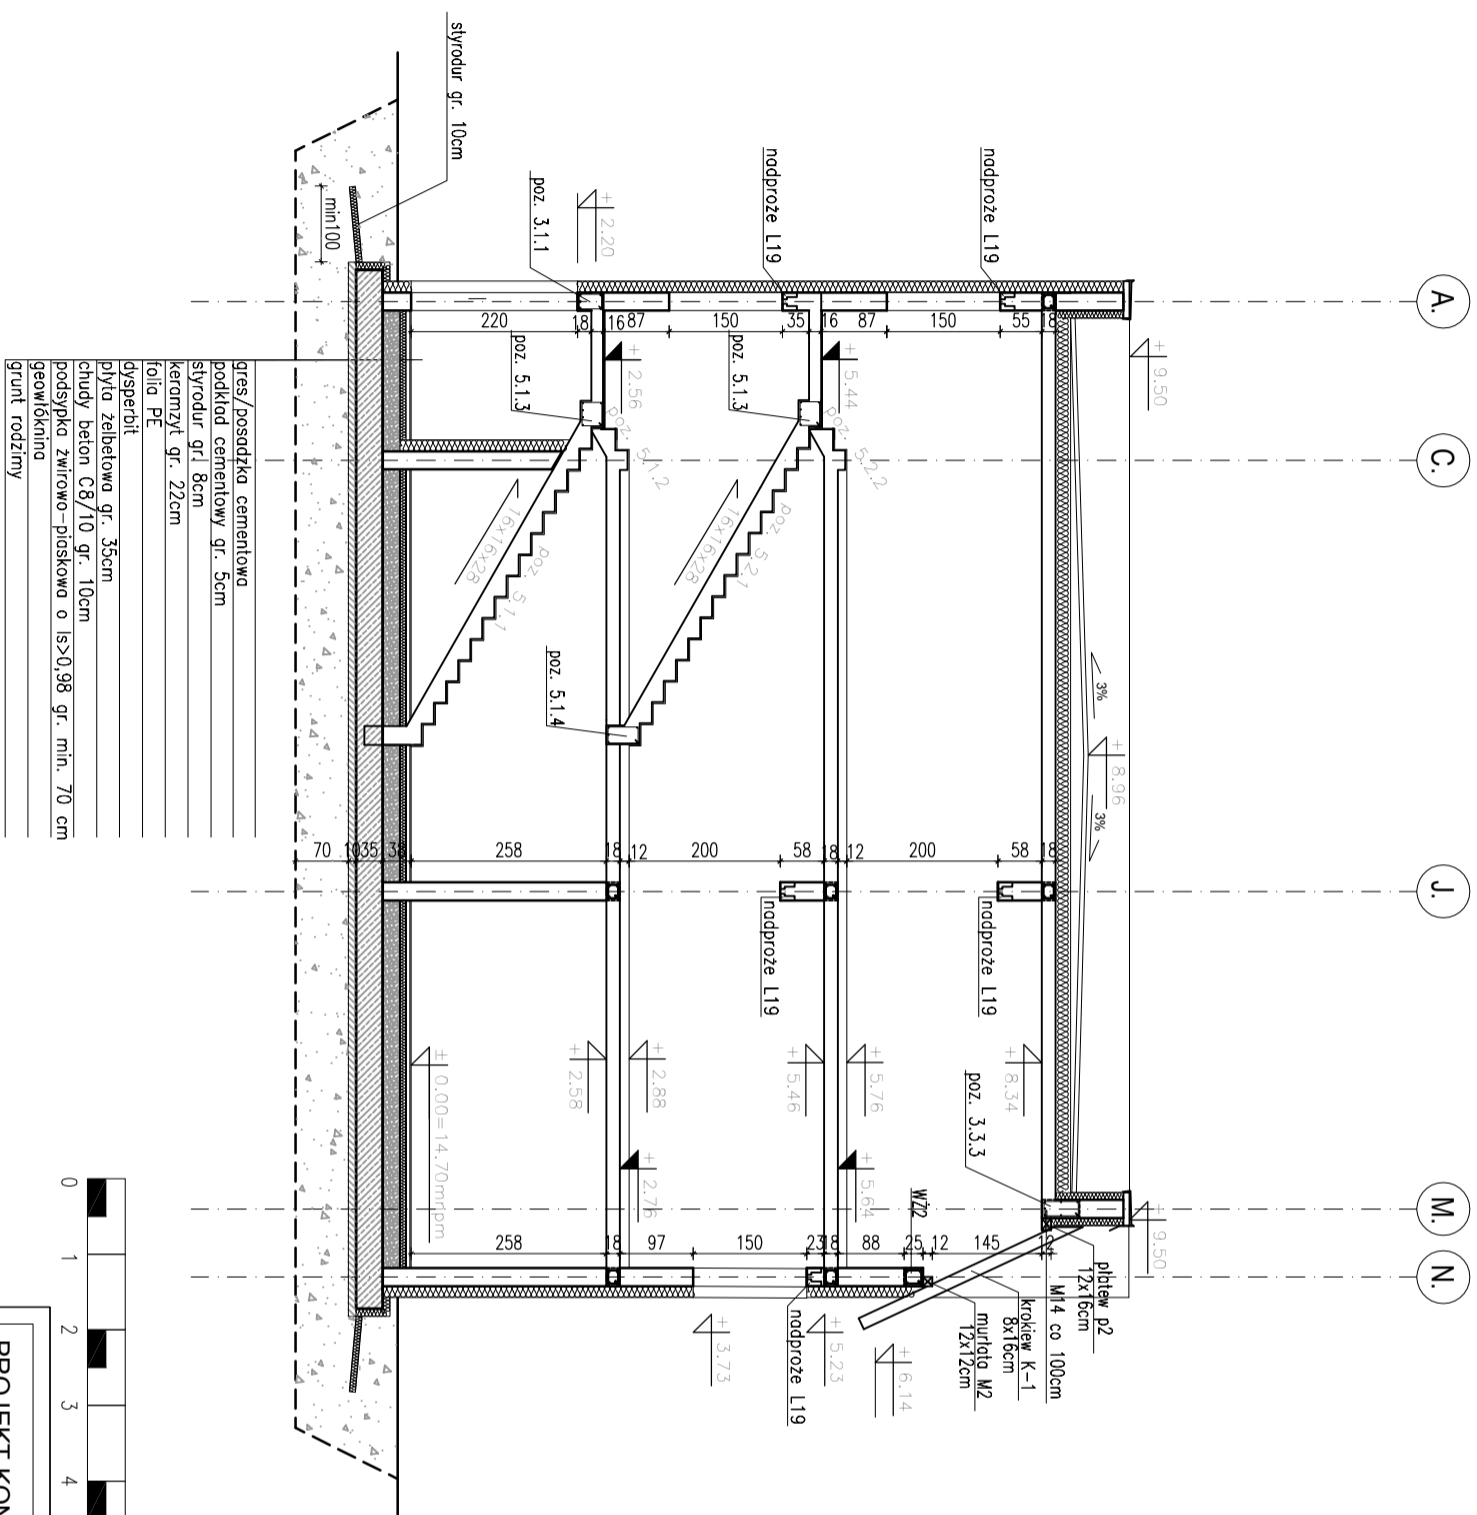 A.
C.
J.
M.
N.
styrodur gr. 10cm
min100
poz. 3.1.1
+ 2.20
nadproże L19
nadproże L19
220
18
16
87
150
35
16
87
150
55
18
+ 2.56
+ 5.44
+ 9.50
poz. 5.1.3
poz. 5.1.3
poz. 5.1.2
poz. 5.2.2
16x16x28
poz. 5.1.1
16x16x28
poz. 5.2.1
poz. 5.1.4
3%
+ 8.96
3%
70
10
35
38
258
18
12
200
58
18
12
200
58
18
nadproże L19
nadproże L19
± 0.00=14.70mnpm
+ 2.58
+ 2.88
+ 5.46
+ 5.76
+ 8.34
poz. 3.3.3
+ 2.76
+ 5.64
WŻ2
+ 9.50
258
18
97
150
23
18
88
25
12
145
12
płatew p2
12x16cm
M14 co 100cm
krokiew K-1
8x16cm
murłata M2
12x12cm
nadproże L19
+ 3.73
+ 5.23
+ 6.14
gres/posadzka cementowa
podkład cementowy gr. 5cm
styrodur gr. 8cm
keramzyt gr. 22cm
folia PE
dysperbit
płyta żelbetowa gr. 35cm
chudy beton C8/10 gr. 10cm
podsypka żwirowo-piaskowa o Is>0,98 gr. min. 70 cm
geowłóknina
grunt rodzimy
0
1
2
3
4